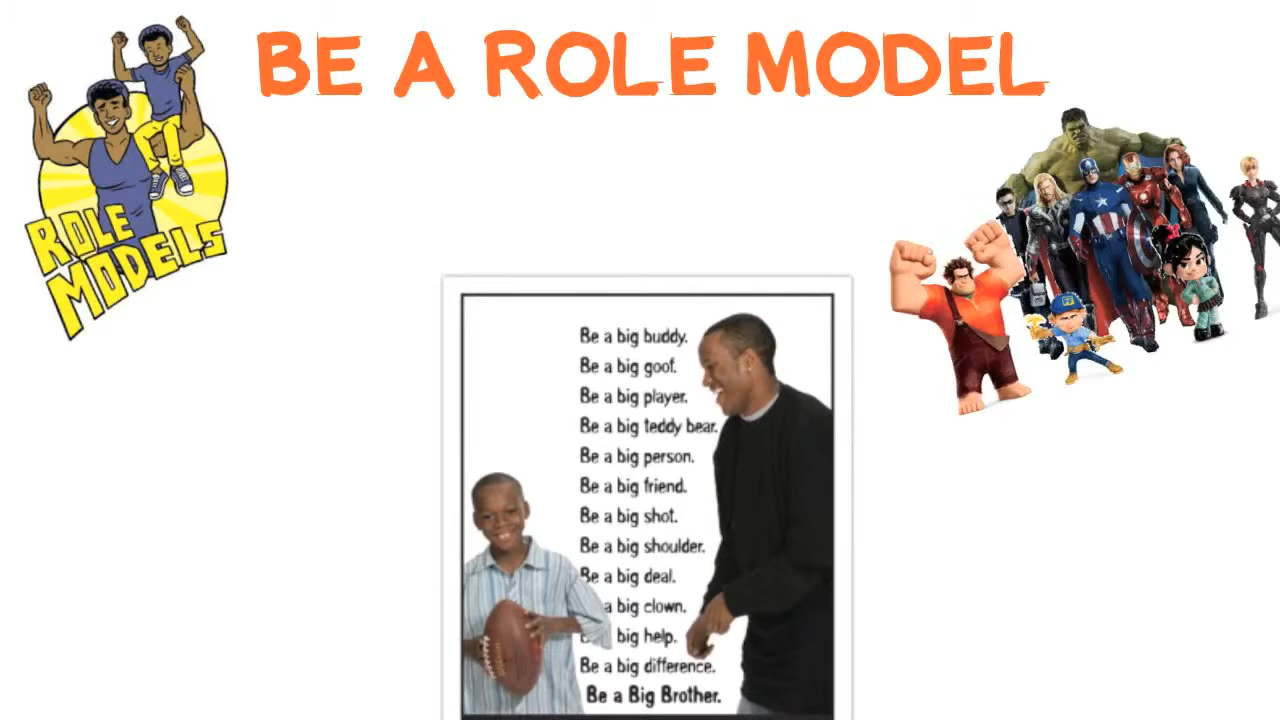 BE A ROLE MODEL
ROLE
MODELS
Be a big buddy.
Be a big goof.
Be a big player.
Be a big teddy bear.
Be a big person.
Be a big friend.
Be a big shot.
Be a big shoulder.
Be a big deal.
a big clown.
big help.
Be a big difference.
Be a Big Brother.